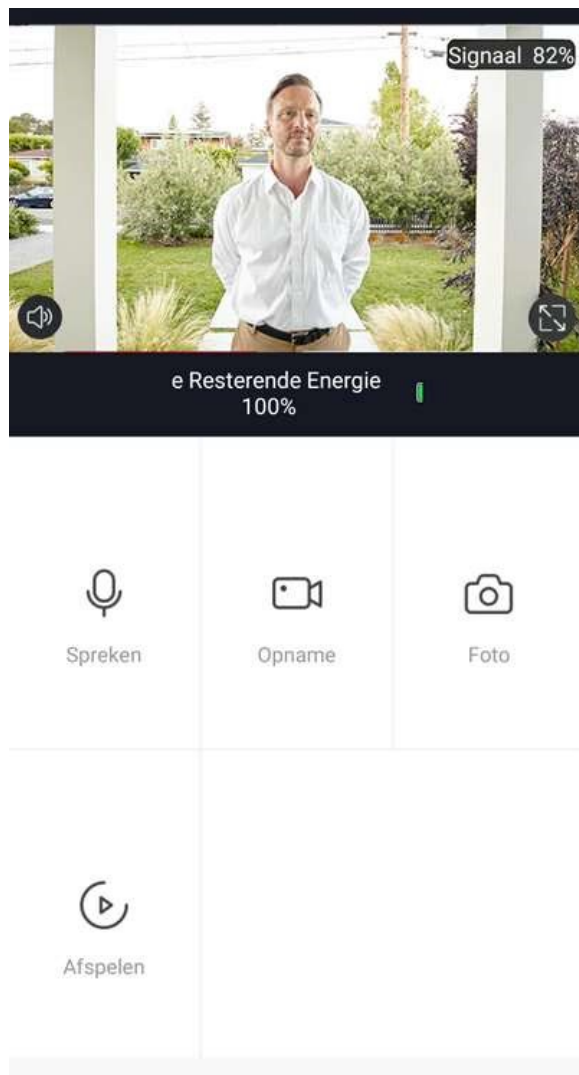 Signaal 82%
e Resterende Energie
100%
Spreken
Opname
Foto
Afspelen